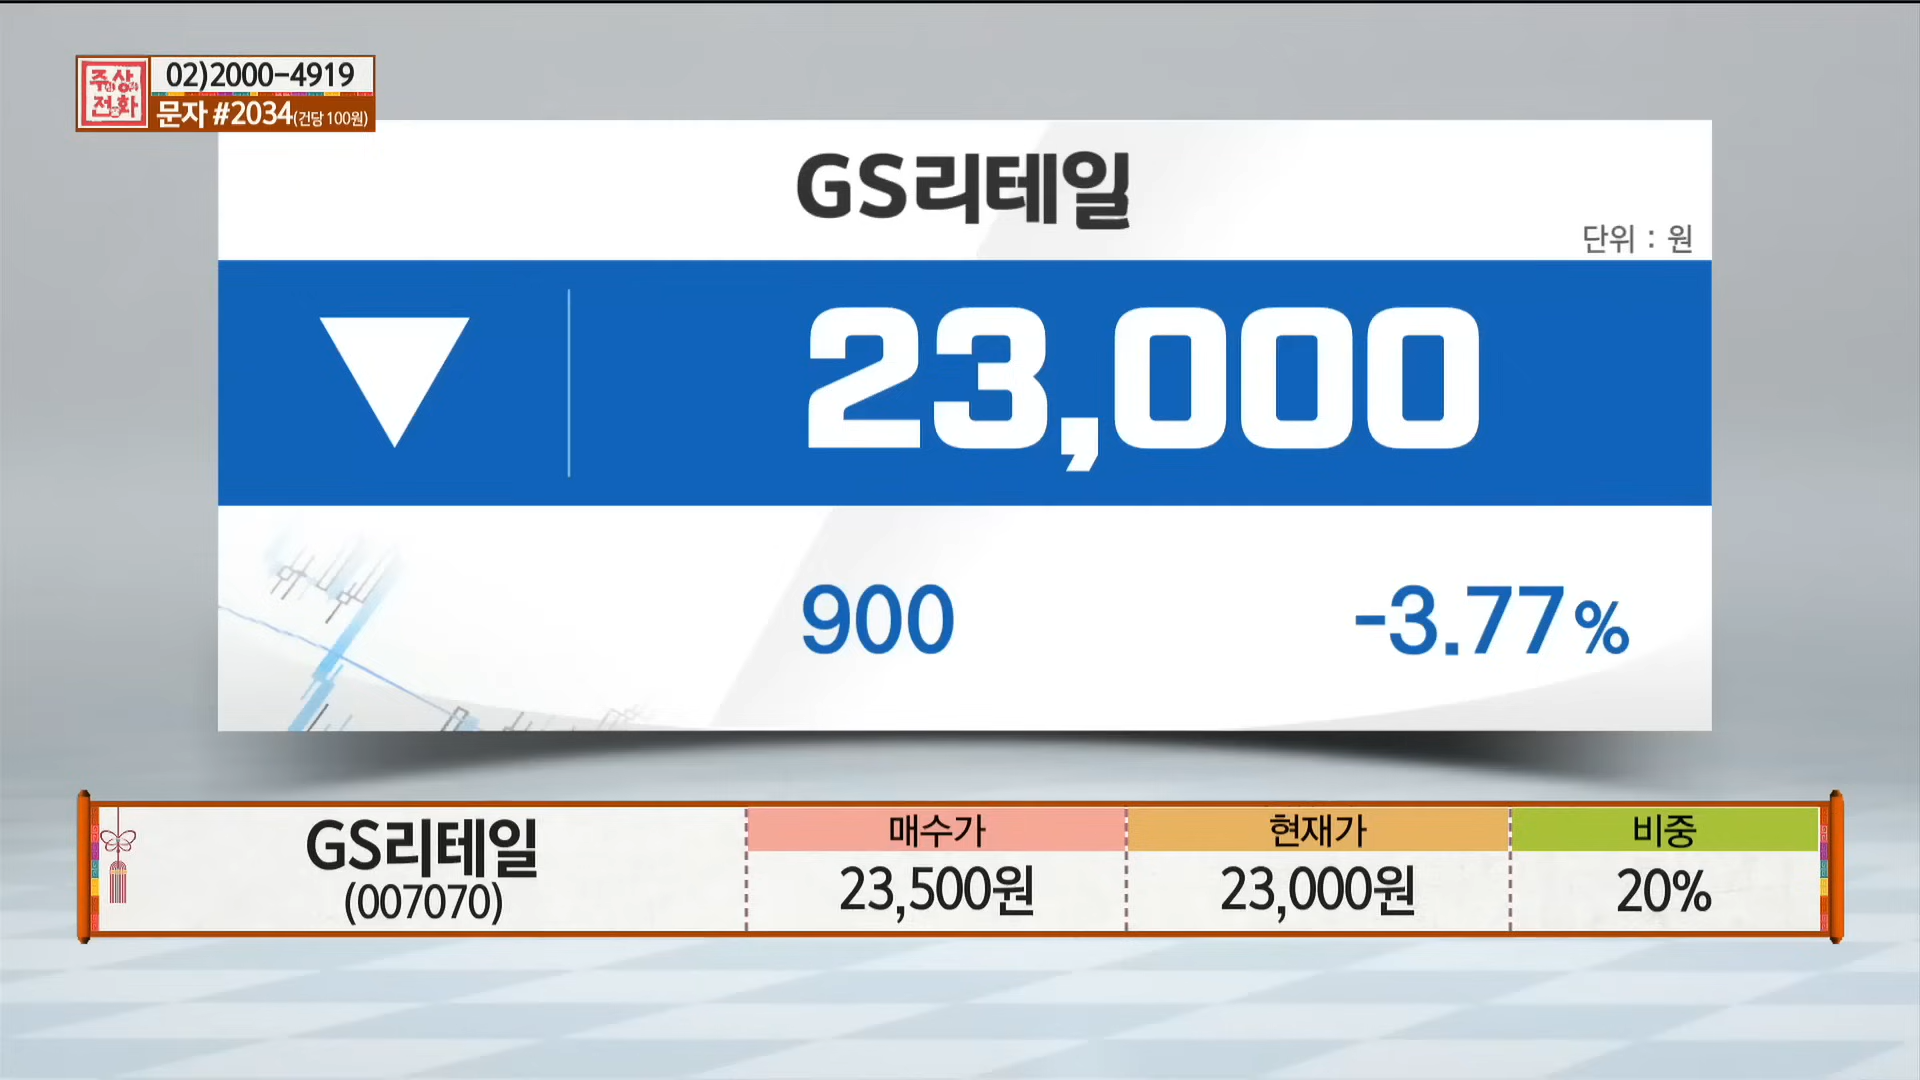 주상
전화
02)2000-4919
문자 #2034(건당 100원)
GS리테일
단위 : 원
23,000
900
-3.77%
GS리테일
(007070)
매수가
23,500원
현재가
23,000원
비중
20%